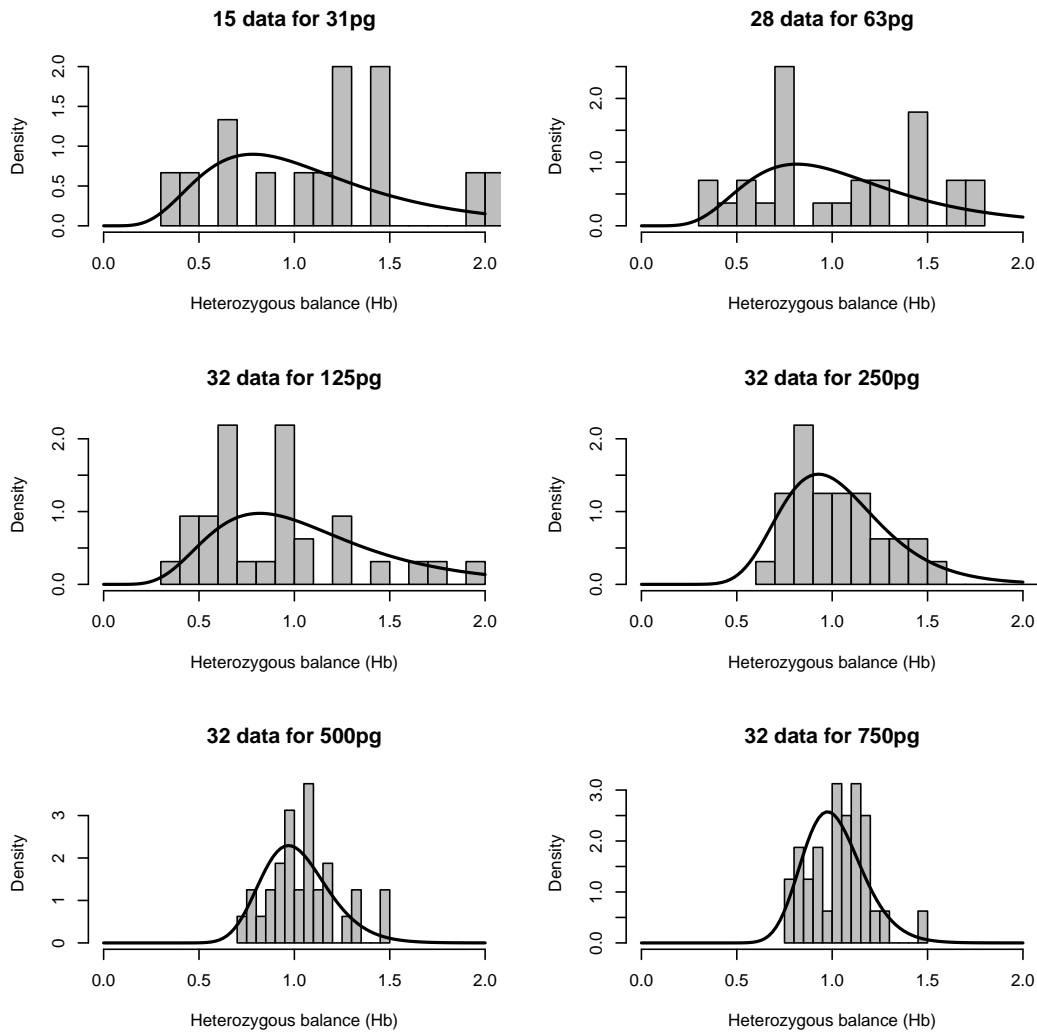 15 data for 31pg
Density
0.0 0.5 1.0 1.5 2.0
0.0 0.5 1.0 1.5 2.0
Heterozygous balance (Hb)
28 data for 63pg
Density
0.0 1.0 2.0
0.0 0.5 1.0 1.5 2.0
Heterozygous balance (Hb)
32 data for 125pg
Density
0.0 1.0 2.0
0.0 0.5 1.0 1.5 2.0
Heterozygous balance (Hb)
32 data for 250pg
Density
0.0 1.0 2.0
0.0 0.5 1.0 1.5 2.0
Heterozygous balance (Hb)
32 data for 500pg
Density
0 1 2 3
0.0 0.5 1.0 1.5 2.0
Heterozygous balance (Hb)
32 data for 750pg
Density
0.0 1.0 2.0 3.0
0.0 0.5 1.0 1.5 2.0
Heterozygous balance (Hb)